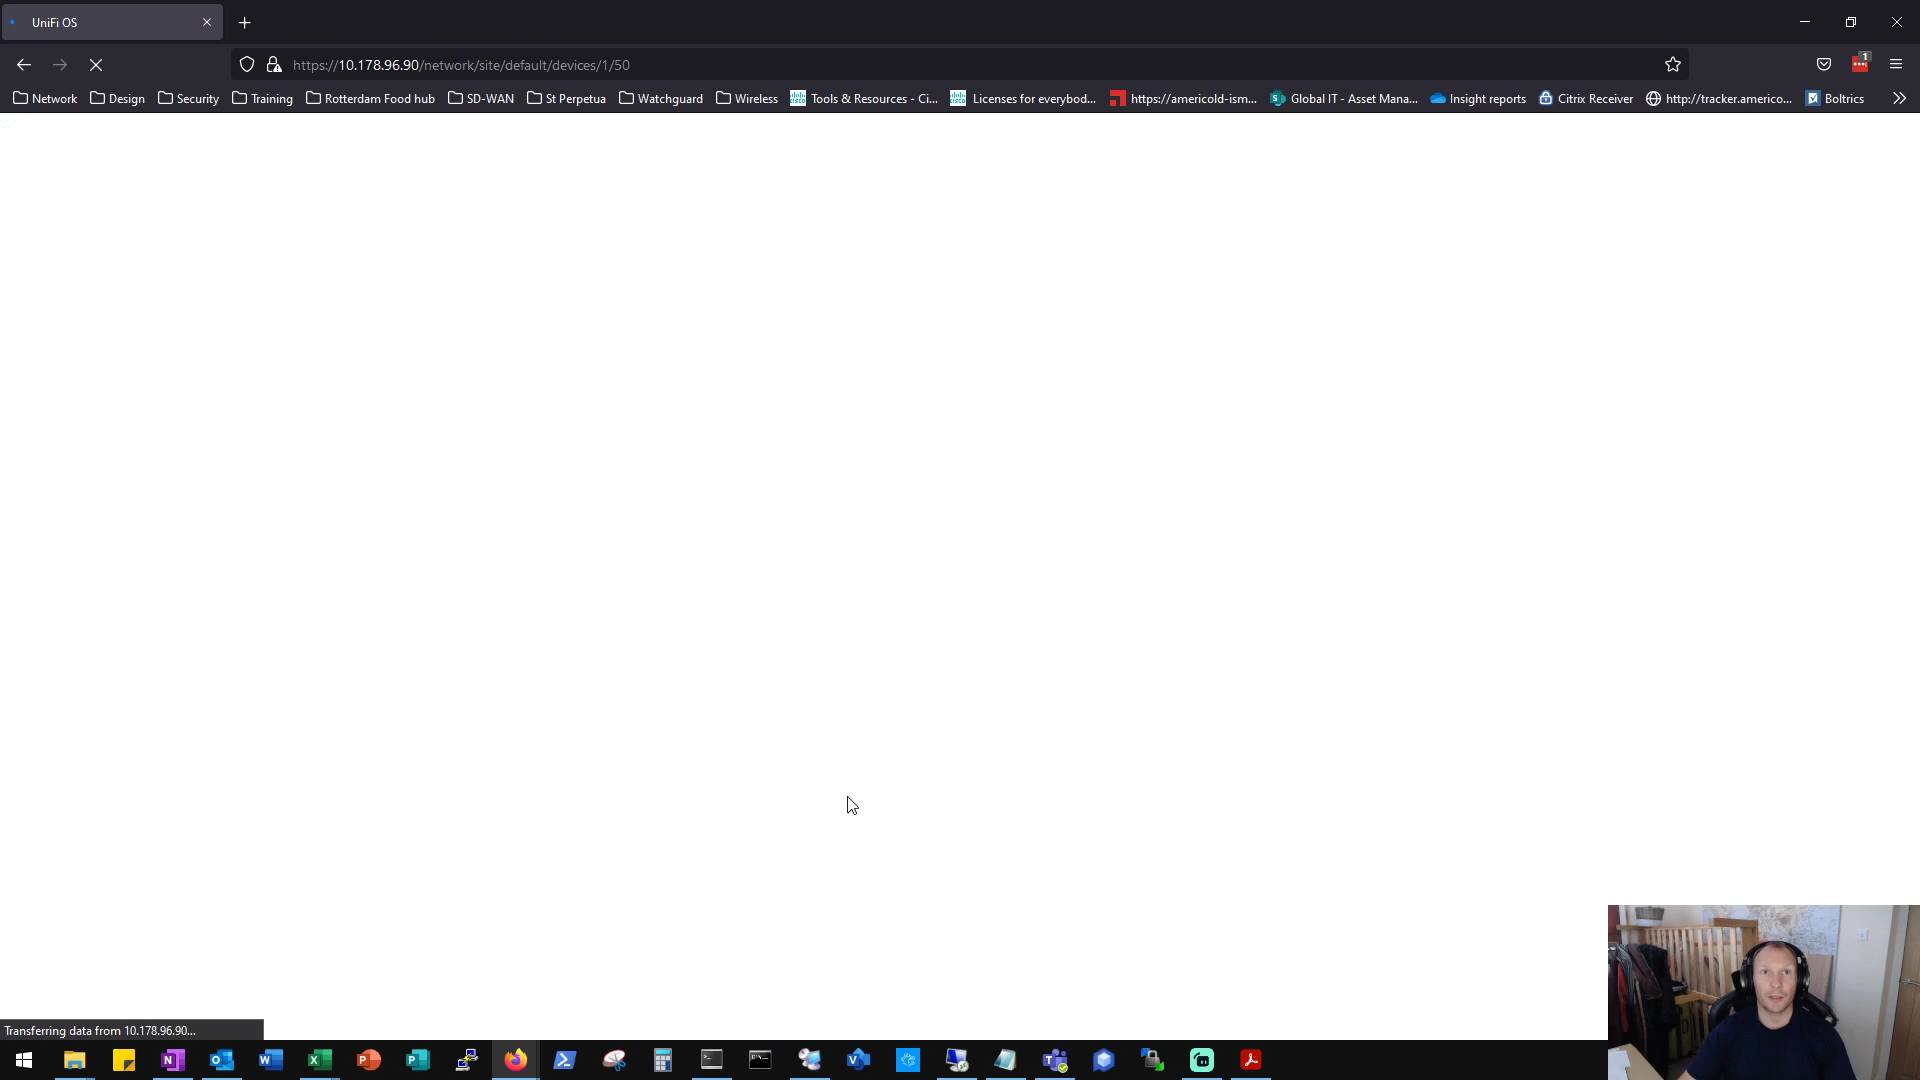 UniFi OS
https://10.178.96.90/network/site/default/devices/1/50
1
Network Design Security Training Rotterdam Food hub SD-WAN St Perpetua Watchguard Wireless Tools & Resources - Ci... Licenses for everybod... https://americold-ism... Global IT - Asset Mana... Insight reports Citrix Receiver http://tracker.americo... Boltrics
Transferring data from 10.178.96.90...